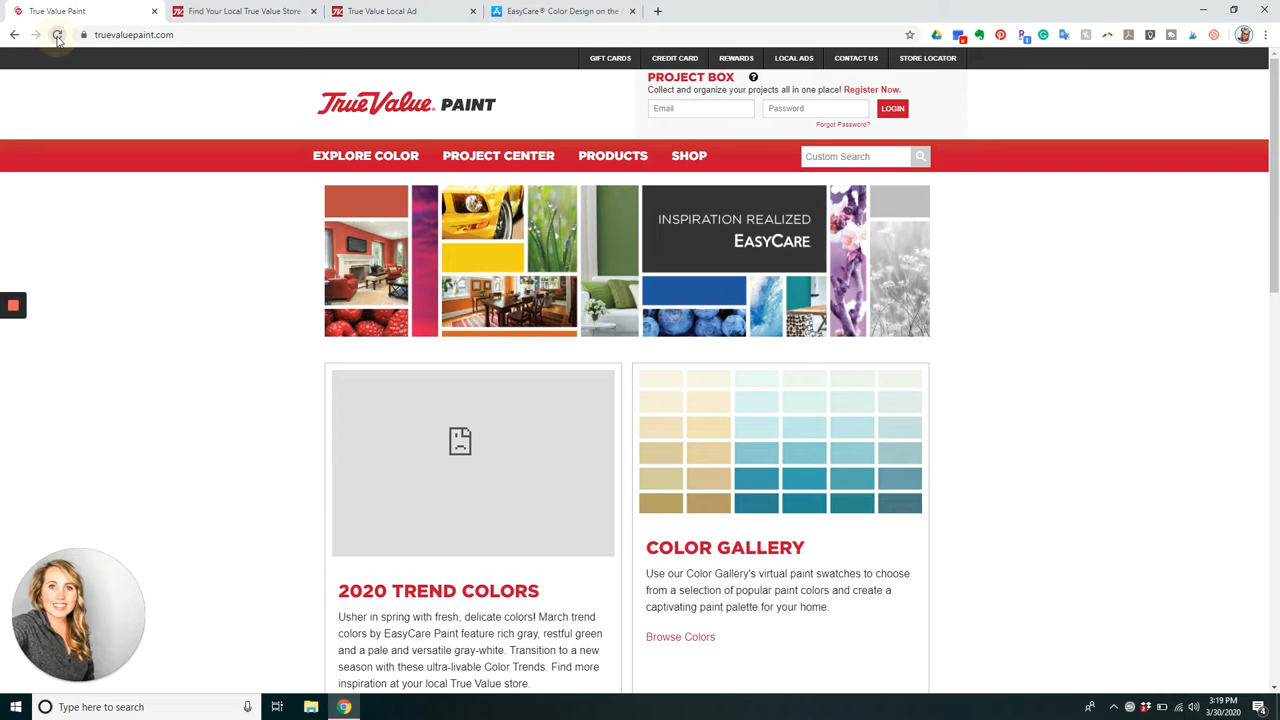 True Value Paint
Find Your Local True Value Store
True Value Local Ad
EasyCare® Color Design on the A
truevaluepaint.com
GIFT CARDS
CREDIT CARD
REWARDS
LOCAL ADS
CONTACT US
STORE LOCATOR
PROJECT BOX
Collect and organize your projects all in one place! Register Now.
Email
Password
LOGIN
Forgot Password?
True Value® PAINT
EXPLORE COLOR
PROJECT CENTER
PRODUCTS
SHOP
Custom Search
INSPIRATION REALIZED
EASYCARE
2020 TREND COLORS
Usher in spring with fresh, delicate colors! March trend
colors by EasyCare Paint feature rich gray, restful green
and a pale and versatile gray-white. Transition to a new
season with these ultra-livable Color Trends. Find more
inspiration at your local True Value store.
COLOR GALLERY
Use our Color Gallery's virtual paint swatches to choose
from a selection of popular paint colors and create a
captivating paint palette for your home.
Browse Colors
Type here to search
3:19 PM
3/30/2020